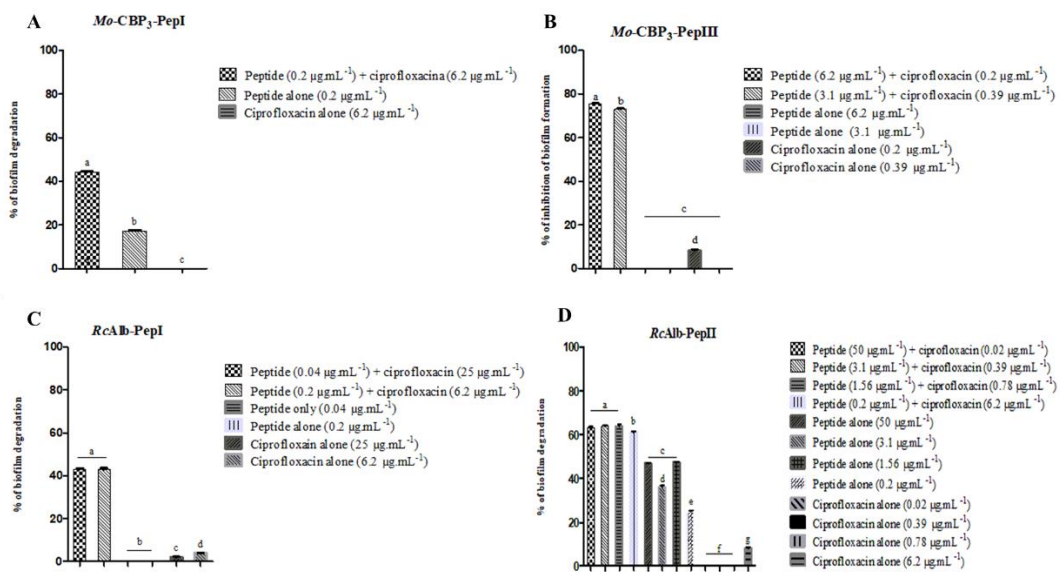 A
Mo-CBP3-PepI
% of biofilm degradation
100
80
60
40
20
0
a
b
c
Peptide (0.2 µg.mL-1) + ciprofloxacina (6.2 µg.mL-1)
Peptide alone (0.2 µg.mL-1)
Ciprofloxacin alone (6.2 µg.mL-1)
B
Mo-CBP3-PepIII
% of inhibition of biofilm formation
100
80
60
40
20
0
a
b
c
d
Peptide (6.2 µg.mL-1) + ciprofloxacin (0.2 µg.mL-1)
Peptide (3.1 µg.mL-1) + ciprofloxacin (0.39 µg.mL-1)
Peptide alone (6.2 µg.mL-1)
Peptide alone (3.1 µg.mL-1)
Ciprofloxacin alone (0.2 µg.mL-1)
Ciprofloxacin alone (0.39 µg.mL-1)
C
RcAlb-PepI
% of biofilm degradation
100
80
60
40
20
0
a
b
c
d
Peptide (0.04 µg.mL-1) + ciprofloxacin (25 µg.mL-1)
Peptide (0.2 µg.mL-1) + ciprofloxacin (6.2 µg.mL-1)
Peptide only (0.04 µg.mL-1)
Peptide alone (0.2 µg.mL-1)
Ciprofloxain alone (25 µg.mL-1)
Ciprofloxacin alone (6.2 µg.mL-1)
D
RcAlb-PepII
% of biofilm degradation
100
80
60
40
20
0
a
b
c
d
e
f
g
Peptide (50 µg.mL-1) + ciprofloxacin (0.02 µg.mL-1)
Peptide (3.1 µg.mL-1) + ciprofloxacin (0.39 µg.mL-1)
Peptide (1.56 µg.mL-1) + ciprofloxacin (0.78 µg.mL-1)
Peptide (0.2 µg.mL-1) + ciprofloxacin (6.2 µg.mL-1)
Peptide alone (50 µg.mL-1)
Peptide alone (3.1 µg.mL-1)
Peptide alone (1.56 µg.mL-1)
Peptide alone (0.2 µg.mL-1)
Ciprofloxacin alone (0.02 µg.mL-1)
Ciprofloxacin alone (0.39 µg.mL-1)
Ciprofloxacin alone (0.78 µg.mL-1)
Ciprofloxacin alone (6.2 µg.mL-1)